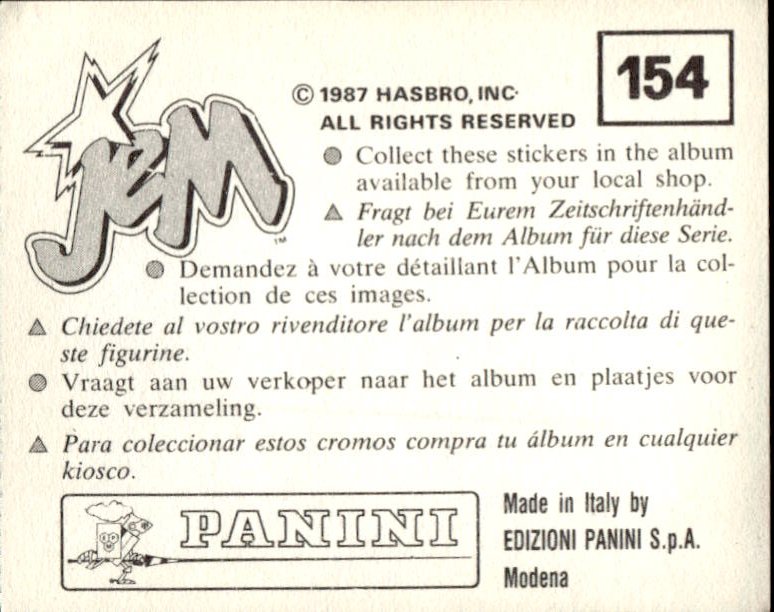 Jem
TM
© 1987 HASBRO, INC.
ALL RIGHTS RESERVED
154
Collect these stickers in the album
available from your local shop.
Fragt bei Eurem Zeitschriftenhänd-
ler nach dem Album für diese Serie.
Demandez à votre détaillant l'Album pour la col-
lection de ces images.
Chiedete al vostro rivenditore l'album per la raccolta di que-
ste figurine.
Vraagt aan uw verkoper naar het album en plaatjes voor
deze verzameling.
Para coleccionar estos cromos compra tu álbum en cualquier
kiosco.
PANINI
Made in Italy by
EDIZIONI PANINI S.p.A.
Modena